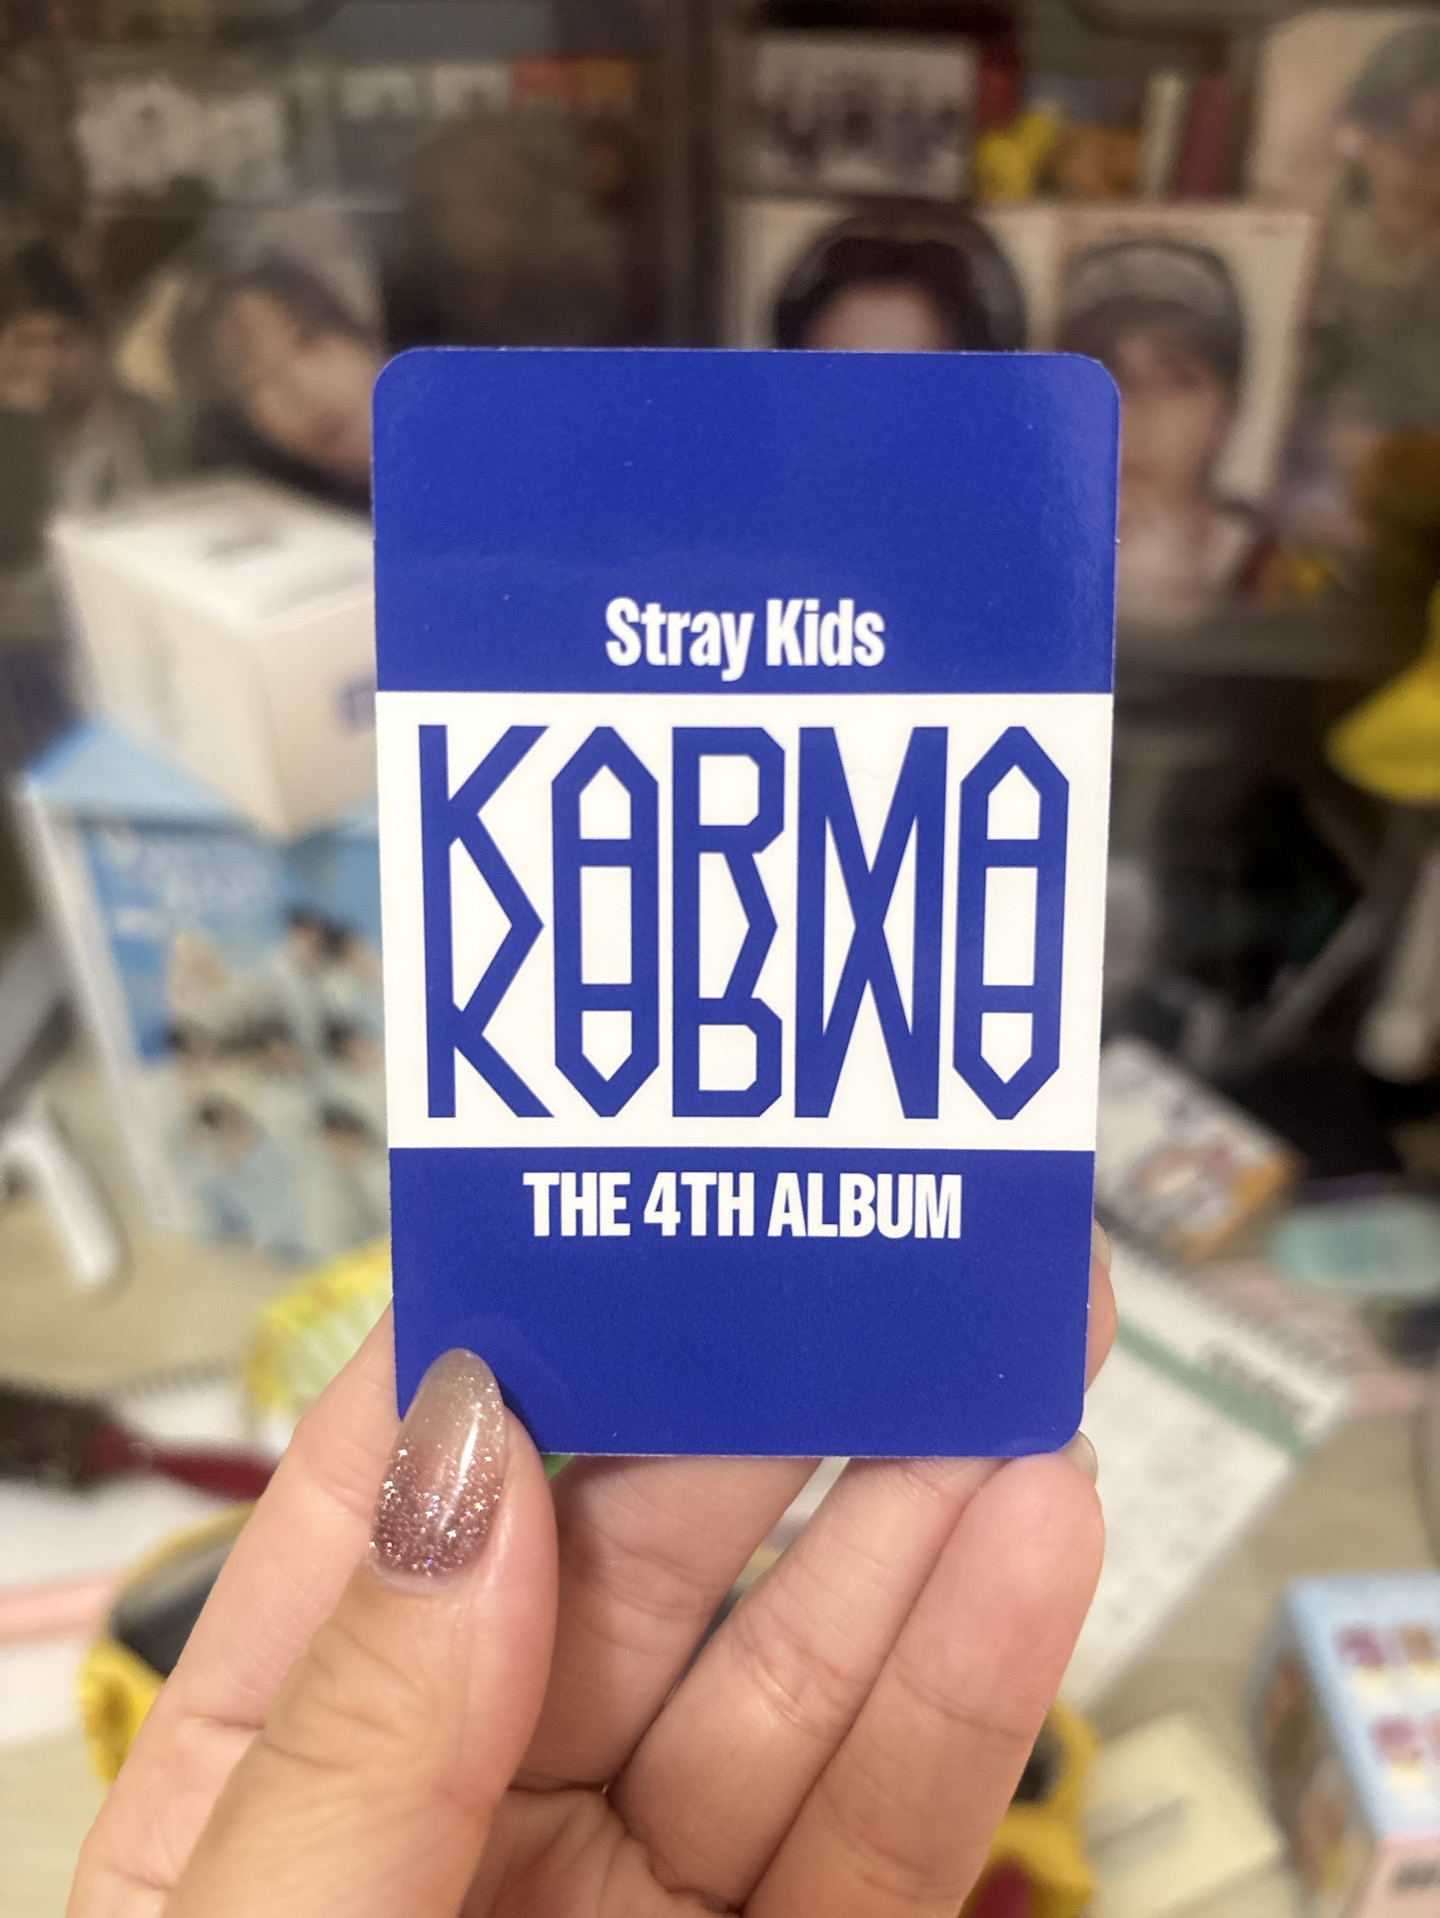 Stray Kids
KARMA
THE 4TH ALBUM